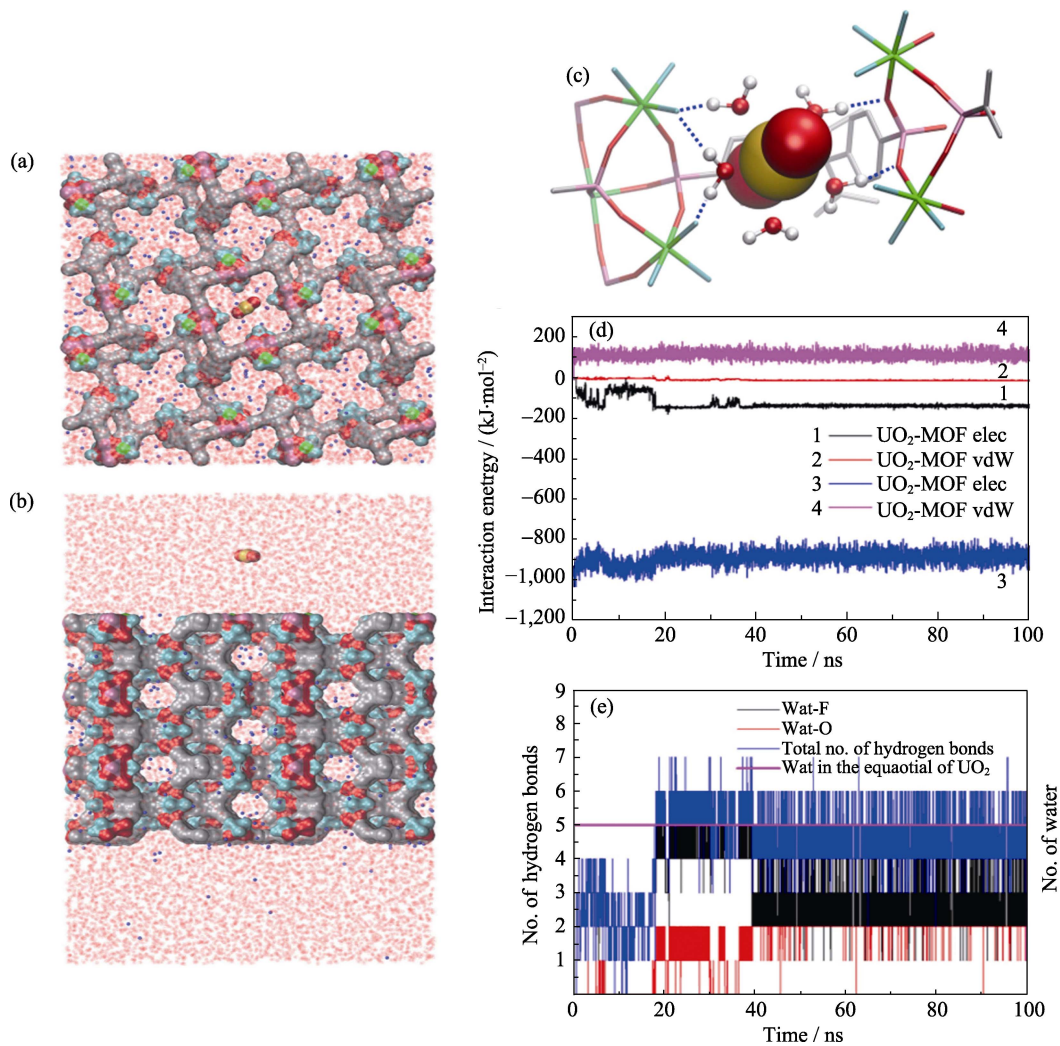 (a)
(b)
(c)
(d)
Interaction enetrgy / (kJ·mol⁻²)
200
0
−200
−400
−600
−800
−1,000
−1,200
4
2
1
3
1 UO₂-MOF elec
2 UO₂-MOF vdW
3 UO₂-MOF elec
4 UO₂-MOF vdW
0 20 40 60 80 100
Time / ns
(e)
No. of hydrogen bonds
9
8
7
6
5
4
3
2
1
Wat-F
Wat-O
Total no. of hydrogen bonds
Wat in the equaotial of UO₂
No. of water
0 20 40 60 80 100
Time / ns